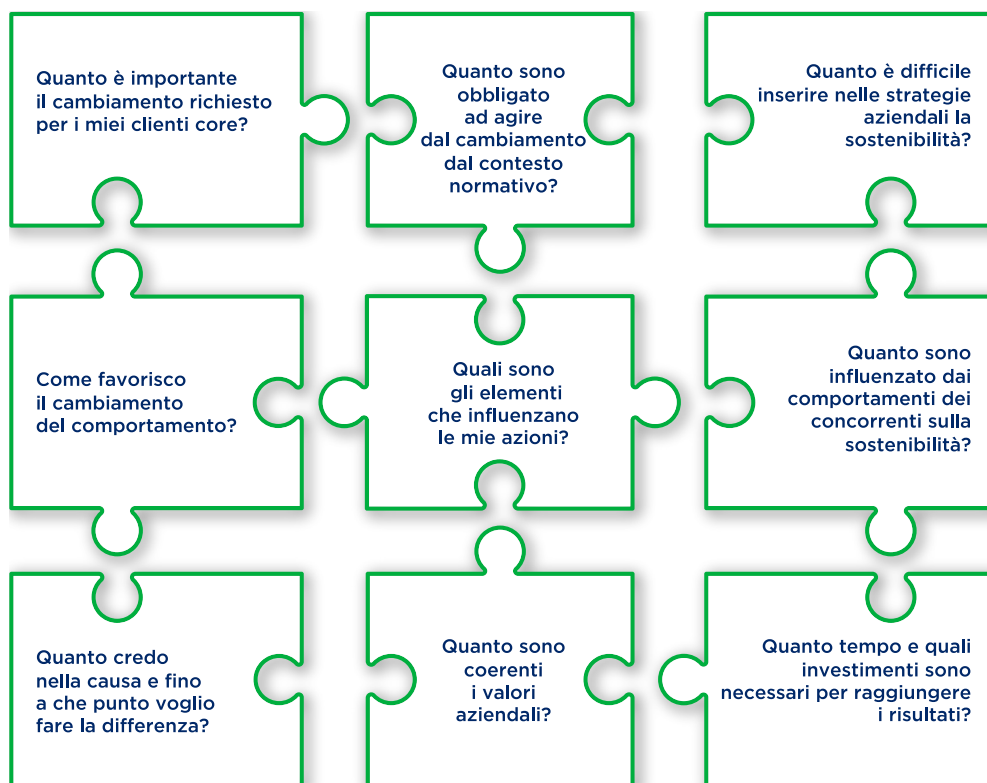 Quanto è importante
il cambiamento richiesto
per i miei clienti core?
Quanto sono
obbligato
ad agire
dal cambiamento
dal contesto
normativo?
Quanto è difficile
inserire nelle strategie
aziendali la
sostenibilità?
Come favorisco
il cambiamento
del comportamento?
Quali sono
gli elementi
che influenzano
le mie azioni?
Quanto sono
influenzato dai
comportamenti dei
concorrenti sulla
sostenibilità?
Quanto credo
nella causa e fino
a che punto voglio
fare la differenza?
Quanto sono
coerenti
i valori
aziendali?
Quanto tempo e quali
investimenti sono
necessari per raggiungere
i risultati?